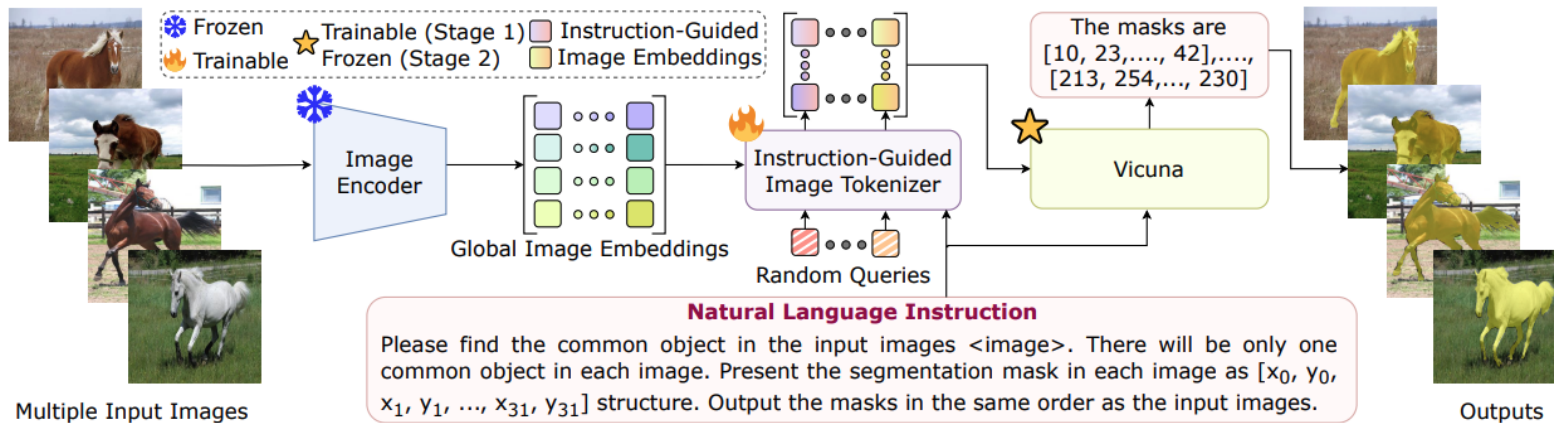 Frozen
Trainable
Trainable (Stage 1)
Frozen (Stage 2)
Instruction-Guided
Image Embeddings
Image
Encoder
Global Image Embeddings
Instruction-Guided
Image Tokenizer
Random Queries
Vicuna
The masks are
[10, 23,...., 42],....,
[213, 254,..., 230]
Natural Language Instruction
Please find the common object in the input images <image>. There will be only one
common object in each image. Present the segmentation mask in each image as [x₀, y₀,
x₁, y₁, ..., x₃₁, y₃₁] structure. Output the masks in the same order as the input images.
Multiple Input Images
Outputs